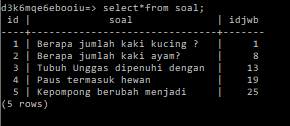 d3k6mqe6ebooiu=> select*from soal;
id | soal | idjwb
----+-------------------------------+-------
1 | Berapa jumlah kaki kucing ? | 1
2 | Berapa jumlah kaki ayam? | 8
3 | Tubuh Unggas dipenuhi dengan | 13
4 | Paus termasuk hewan | 19
5 | Kepompong berubah menjadi | 25
(5 rows)